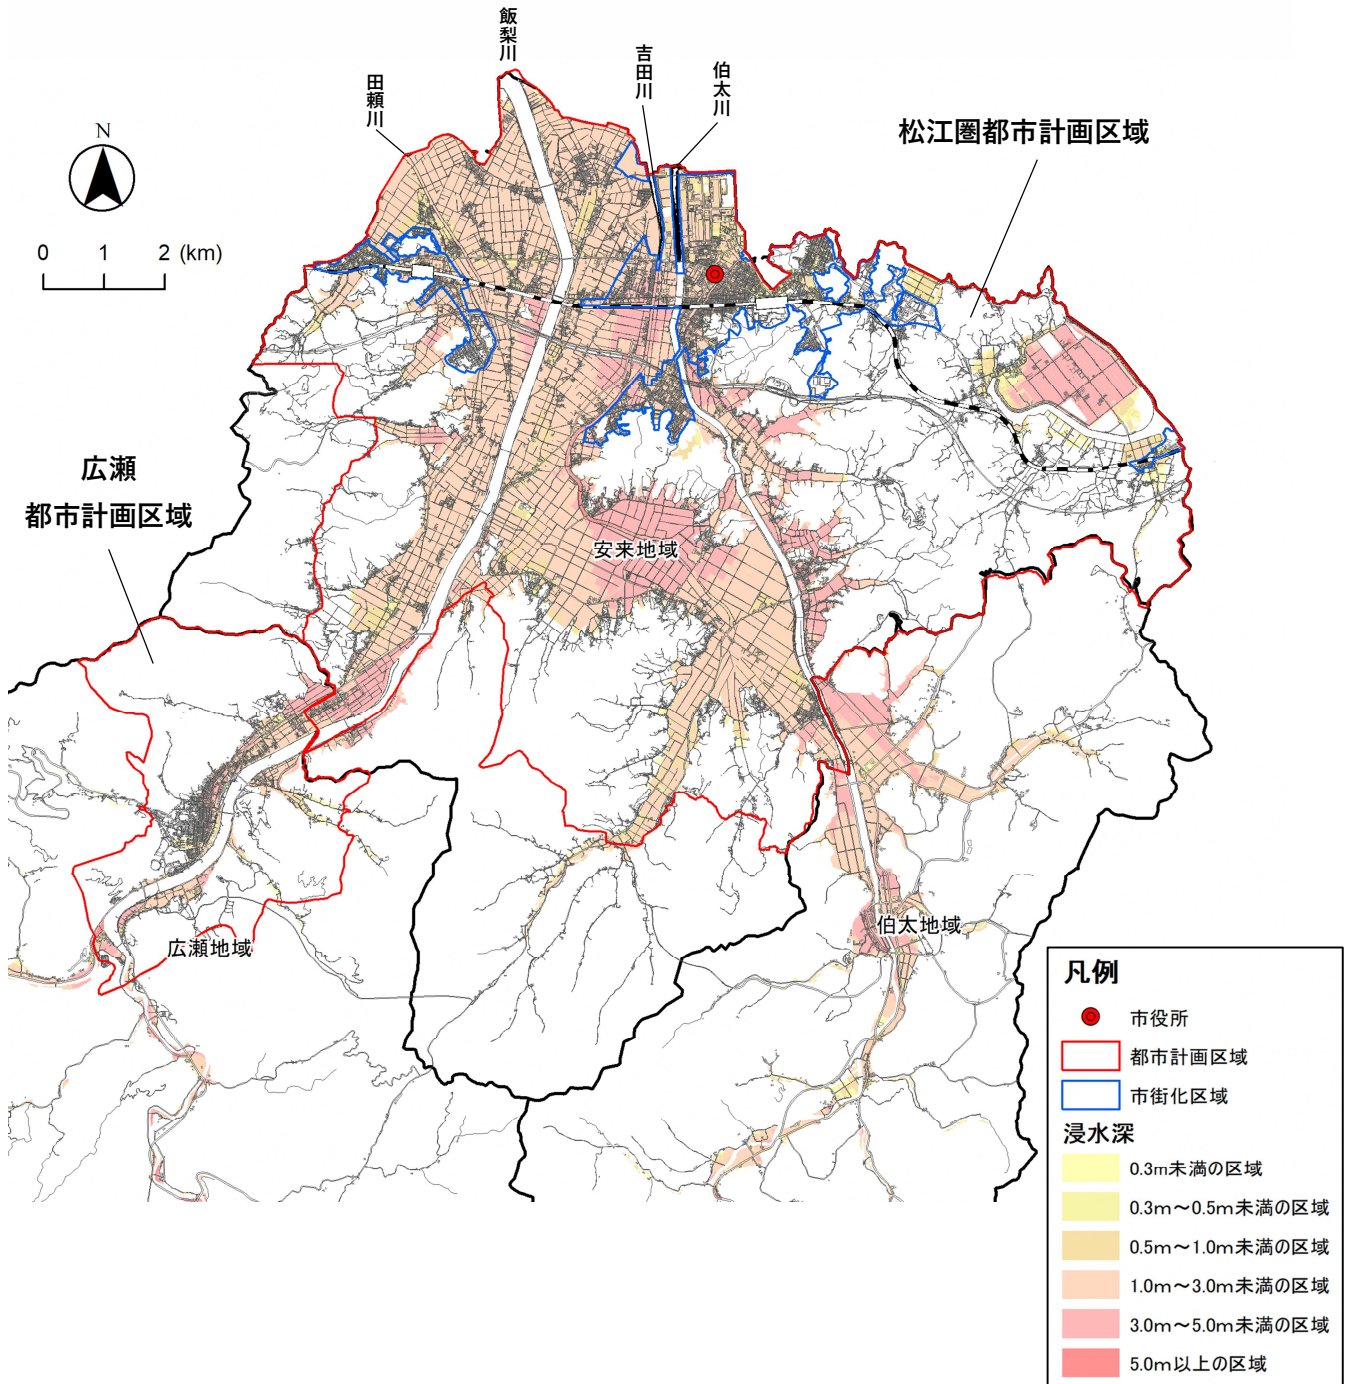 飯梨川
吉田川
伯太川
田頼川
松江圏都市計画区域
N
0 1 2 (km)
広瀬
都市計画区域
安来地域
広瀬地域
伯太地域
凡例
市役所
都市計画区域
市街化区域
浸水深
0.3m未満の区域
0.3m～0.5m未満の区域
0.5m～1.0m未満の区域
1.0m～3.0m未満の区域
3.0m～5.0m未満の区域
5.0m以上の区域